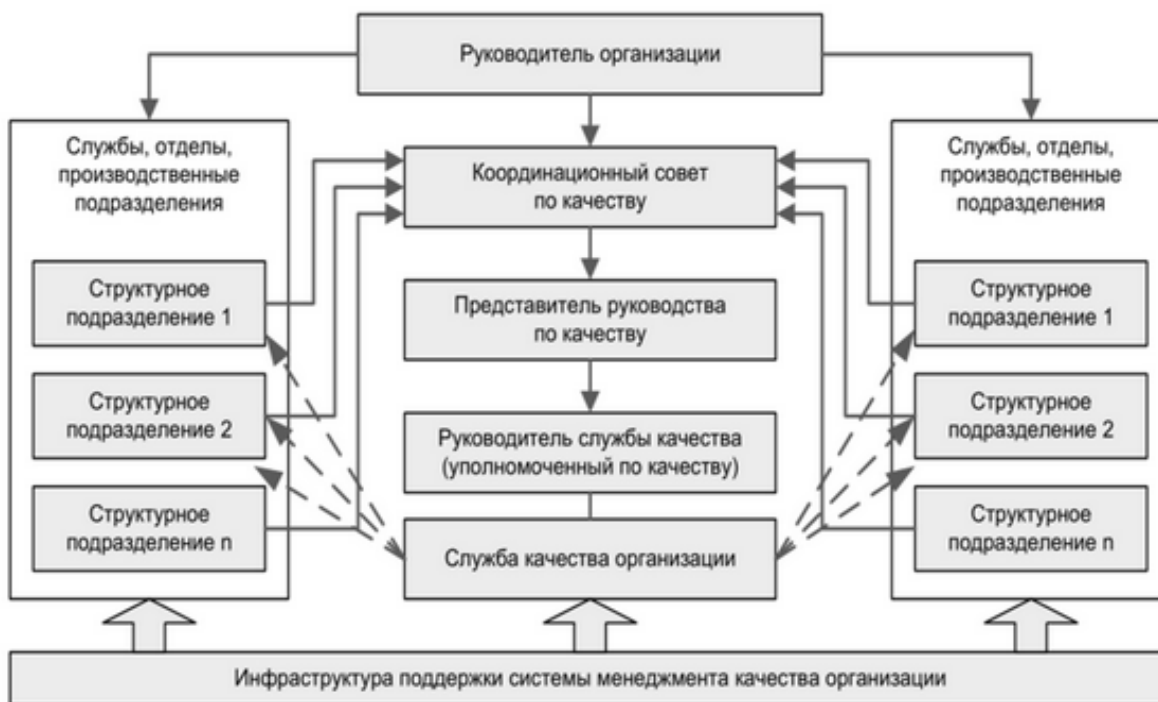 Руководитель организации
Службы, отделы,
производственные
подразделения
Структурное
подразделение 1
Структурное
подразделение 2
Структурное
подразделение n
Координационный совет
по качеству
Представитель руководства
по качеству
Руководитель службы качества
(уполномоченный по качеству)
Служба качества организации
Службы, отделы,
производственные
подразделения
Структурное
подразделение 1
Структурное
подразделение 2
Структурное
подразделение n
Инфраструктура поддержки системы менеджмента качества организации